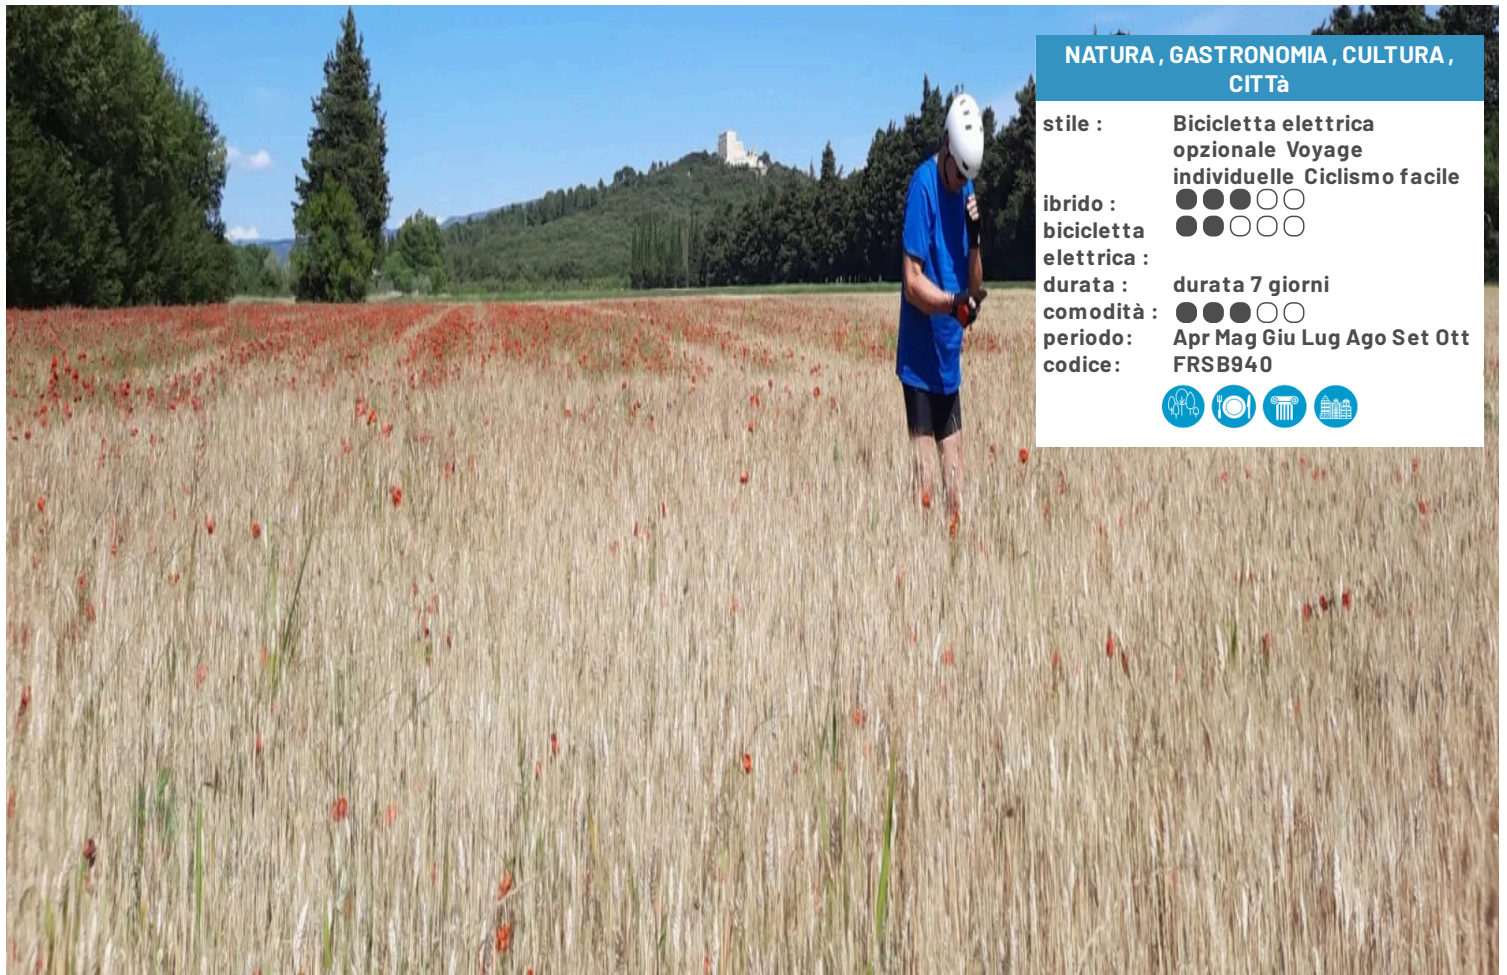 NATURA , GASTRONOMIA , CULTURA ,
CITTà
stile : Bicicletta elettrica
opzionale Voyage
individuelle Ciclismo facile
ibrido :
bicicletta
elettrica :
durata : durata 7 giorni
comodità :
periodo: Apr Mag Giu Lug Ago Set Ott
codice: FRSB940